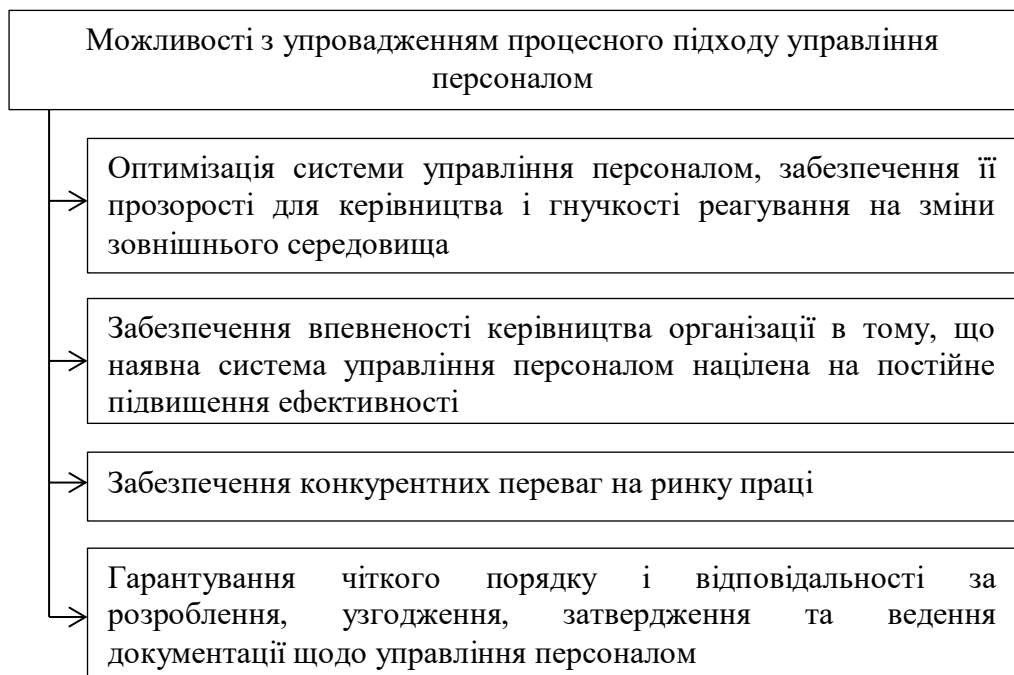 Можливості з упровадженням процесного підходу управління
персоналом
Оптимізація системи управління персоналом, забезпечення її
прозорості для керівництва і гнучкості реагування на зміни
зовнішнього середовища
Забезпечення впевненості керівництва організації в тому, що
наявна система управління персоналом націлена на постійне
підвищення ефективності
Забезпечення конкурентних переваг на ринку праці
Гарантування чіткого порядку і відповідальності за
розроблення, узгодження, затвердження та ведення
документації щодо управління персоналом